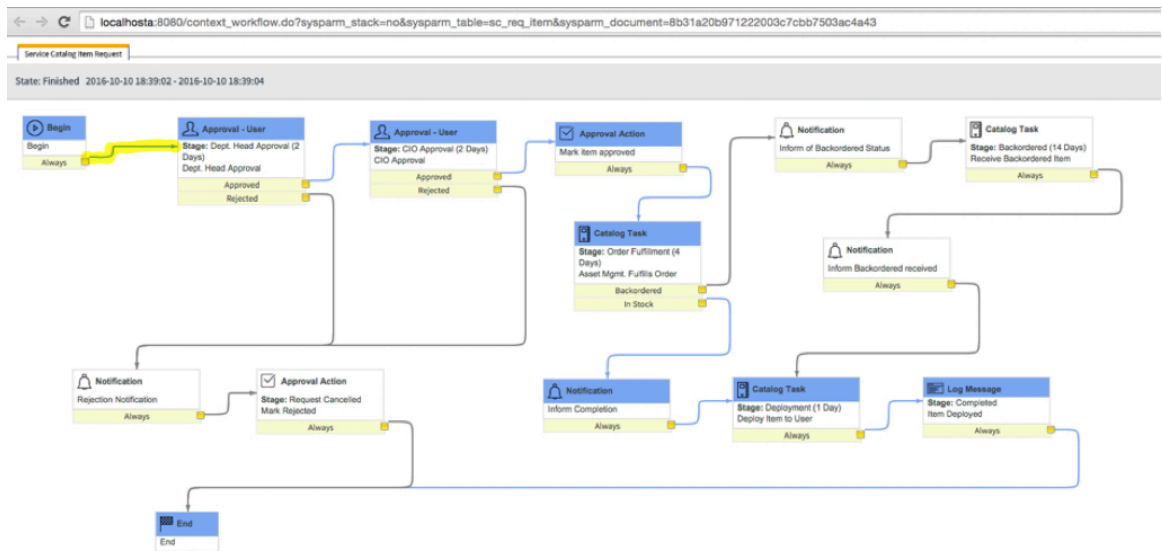 localhosta:8080/context_workflow.do?sysparm_stack=no&sysparm_table=sc_req_item&sysparm_document=8b31a20b971222003c7cbb7503ac4a43
Service Catalog Item Request
State: Finished 2016-10-10 18:39:02 - 2016-10-10 18:39:04
Begin
Begin
Always
Approval - User
Stage: Dept. Head Approval (2
Days)
Dept. Head Approval
Approved
Rejected
Approval - User
Stage: CIO Approval (2 Days)
CIO Approval
Approved
Rejected
Approval Action
Mark item approved
Always
Notification
Inform of Backordered Status
Always
Catalog Task
Stage: Backordered (14 Days)
Receive Backordered Item
Always
Catalog Task
Stage: Order Fulfillment (4
Days)
Asset Mgmt. Fulfills Order
Backordered
In Stock
Notification
Inform Backordered received
Always
Notification
Rejection Notification
Always
Approval Action
Stage: Request Cancelled
Mark Rejected
Always
Notification
Inform Completion
Always
Catalog Task
Stage: Deployment (1 Day)
Deploy Item to User
Always
Log Message
Stage: Completed
Item Deployed
Always
End
End